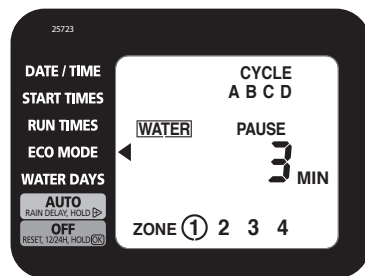 25723
DATE / TIME
START TIMES
RUN TIMES
ECO MODE
WATER DAYS
AUTO
RAIN DELAY, HOLD
OFF
RESET, 12/24H, HOLD OK
CYCLE
A B C D
WATER PAUSE
3 MIN
ZONE 1 2 3 4